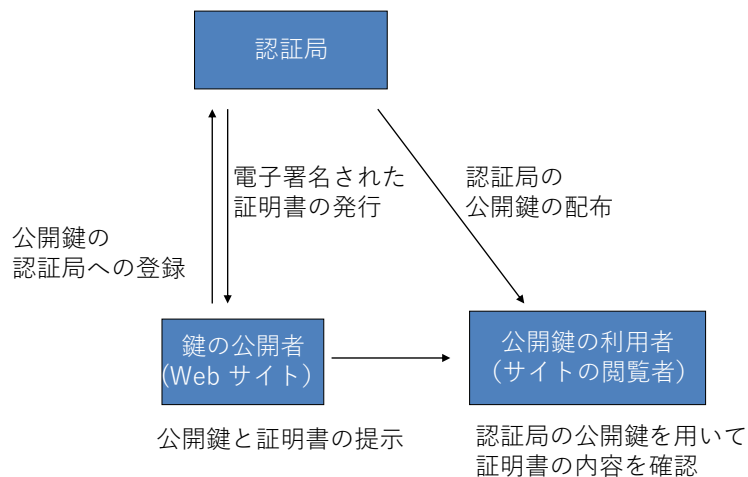 認証局
電子署名された
証明書の発行
認証局の
公開鍵の配布
公開鍵の
認証局への登録
鍵の公開者
(Web サイト)
公開鍵の利用者
（サイトの閲覧者）
公開鍵と証明書の提示
認証局の公開鍵を用いて
証明書の内容を確認